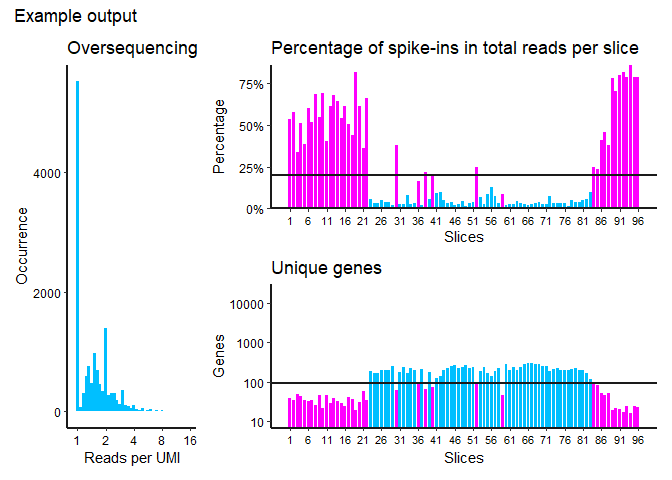 Example output
Oversequencing
Occurrence
4000
2000
0
1 2 4 8 16
Reads per UMI
Percentage of spike-ins in total reads per slice
Percentage
75%
50%
25%
0%
1 6 11 16 21 26 31 36 41 46 51 56 61 66 71 76 81 86 91 96
Slices
Unique genes
Genes
10000
1000
100
10
1 6 11 16 21 26 31 36 41 46 51 56 61 66 71 76 81 86 91 96
Slices